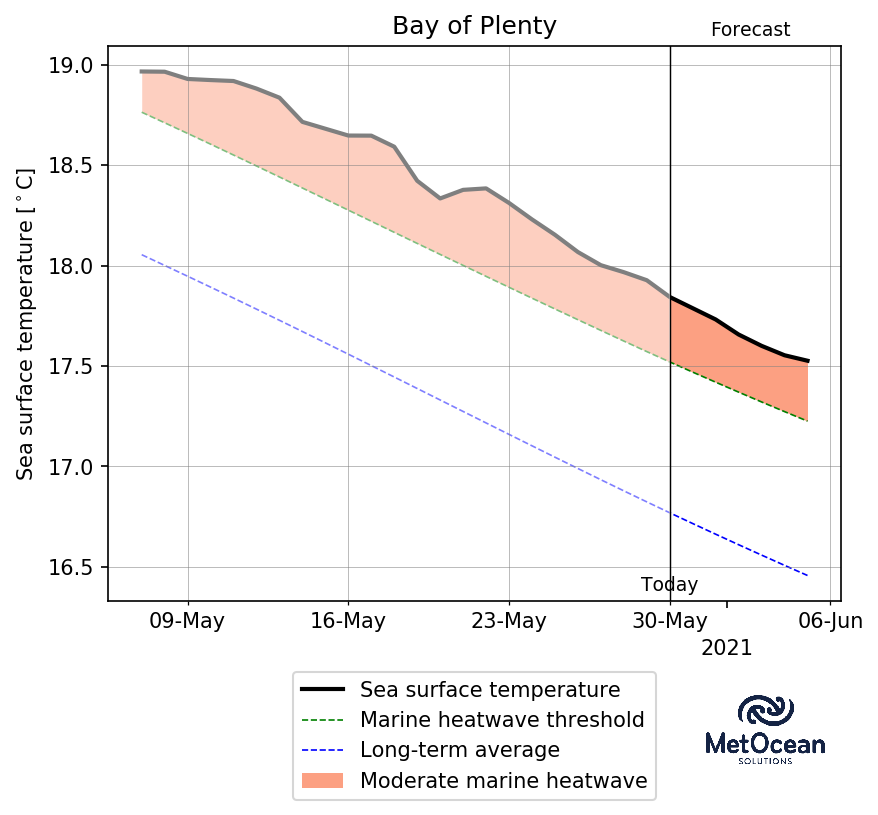 Bay of Plenty
Forecast
Sea surface temperature [°C]
19.0
18.5
18.0
17.5
17.0
16.5
Today
09-May
16-May
23-May
30-May
06-Jun
2021
Sea surface temperature
Marine heatwave threshold
Long-term average
Moderate marine heatwave
MetOcean
SOLUTIONS